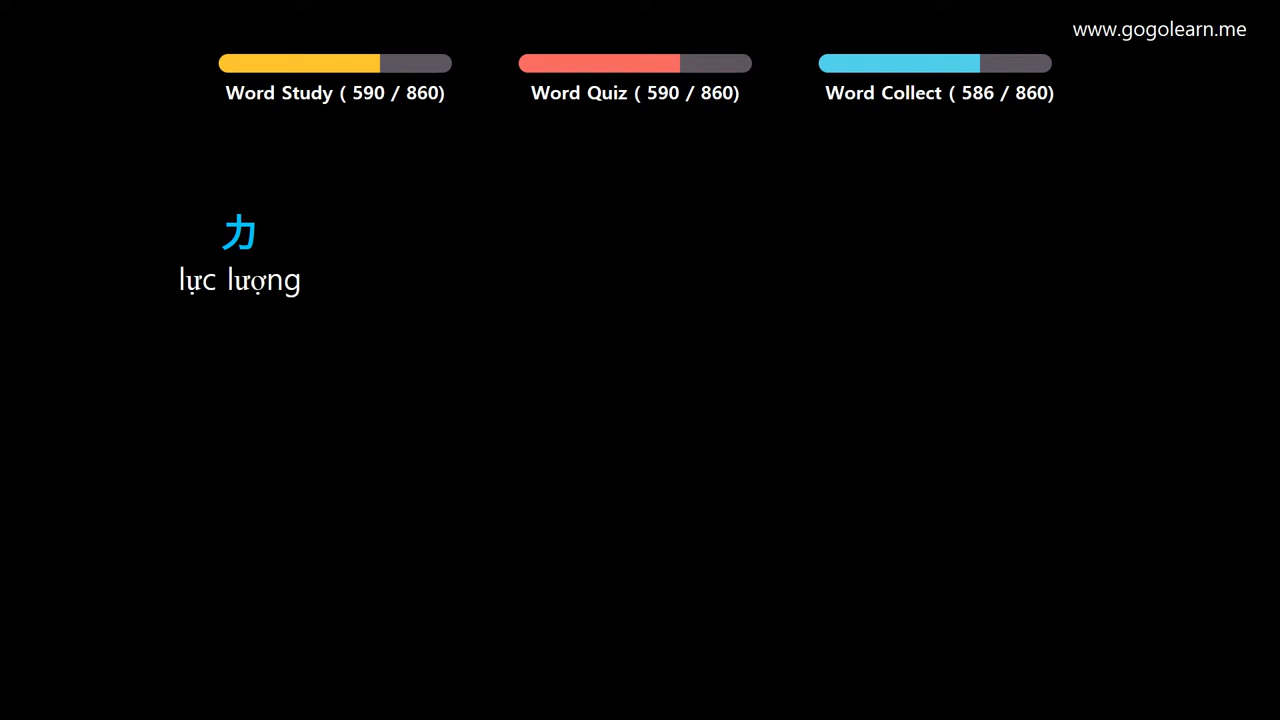 www.gogolearn.me
Word Study ( 590 / 860)
Word Quiz ( 590 / 860)
Word Collect ( 586 / 860)
力
lực lượng